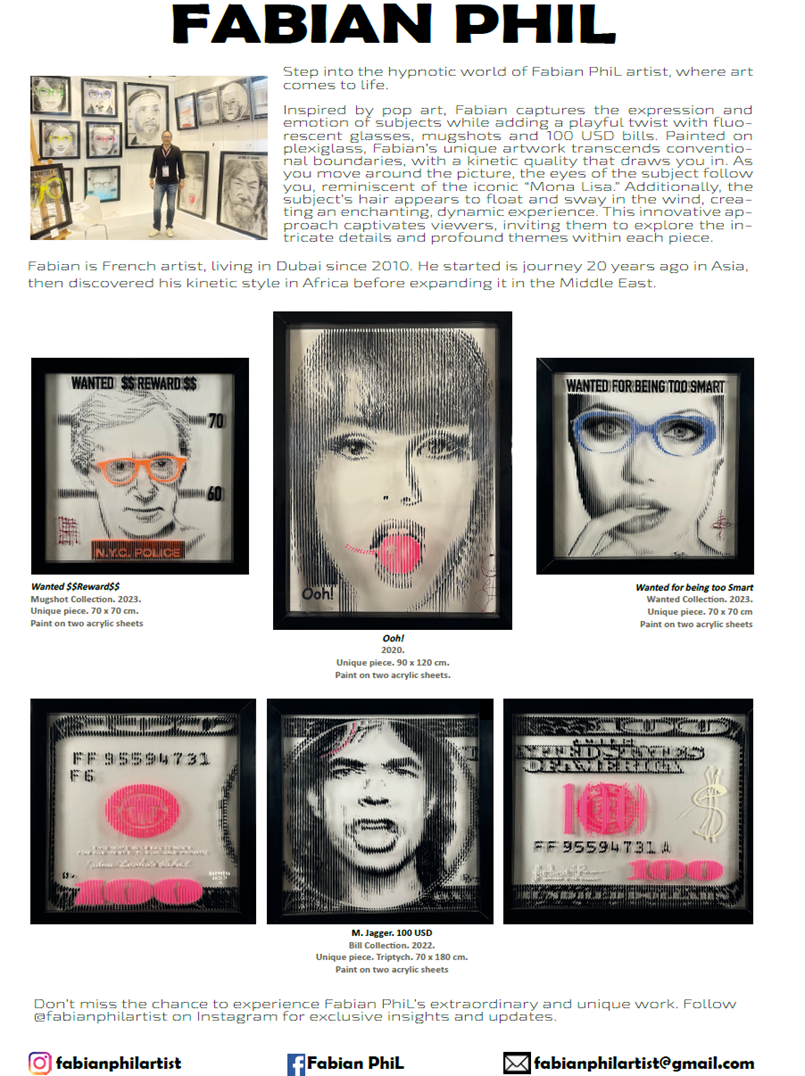 FABIAN PHIL
Step into the hypnotic world of Fabian PhiL artist, where art
comes to life.
Inspired by pop art, Fabian captures the expression and
emotion of subjects while adding a playful twist with fluo-
rescent glasses, mugshots and 100 USD bills. Painted on
plexiglass, Fabian's unique artwork transcends conventio-
nal boundaries, with a kinetic quality that draws you in. As
you move around the picture, the eyes of the subject follow
you, reminiscent of the iconic "Mona Lisa." Additionally, the
subject's hair appears to float and sway in the wind, crea-
ting an enchanting, dynamic experience. This innovative ap-
proach captivates viewers, inviting them to explore the in-
tricate details and profound themes within each piece.
Fabian is French artist, living in Dubai since 2010. He started is journey 20 years ago in Asia,
then discovered his kinetic style in Africa before expanding it in the Middle East.
WANTED $$ REWARD $$
70
60
N.Y.C. POLICE
Ooh!
WANTED FOR BEING TOO SMART
Wanted $$Reward$$
Mugshot Collection. 2023.
Unique piece. 70 x 70 cm.
Paint on two acrylic sheets
Ooh!
2020.
Unique piece. 90 x 120 cm.
Paint on two acrylic sheets.
Wanted for being too Smart
Wanted Collection. 2023.
Unique piece. 70 x 70 cm
Paint on two acrylic sheets
FF 95594731
F6
100
UNITED STATES
OF AMERICA
100
FF 95594731 A
100
M. Jagger. 100 USD
Bill Collection. 2022.
Unique piece. Triptych. 70 x 180 cm.
Paint on two acrylic sheets
Don't miss the chance to experience Fabian PhiL's extraordinary and unique work. Follow
@fabianphilartist on Instagram for exclusive insights and updates.
fabianphilartist
Fabian PhiL
fabianphilartist@gmail.com